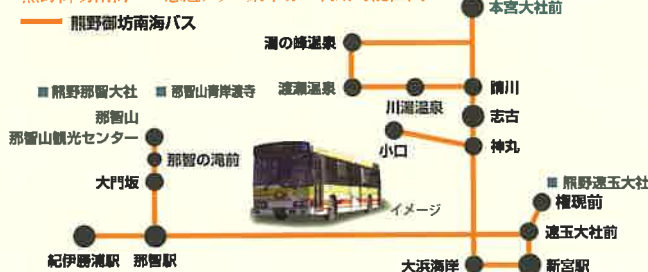 熊野御坊南海バス
本宮大社前
湯の峰温泉
■熊野那智大社 ■那智山青岸渡寺
渡瀬温泉
請川
川湯温泉
那智山
志古
那智山観光センター
那智の滝前
小口
神丸
大門坂
■熊野速玉大社
イメージ
権現前
速玉大社前
紀伊勝浦駅
那智駅
大浜海岸
新宮駅